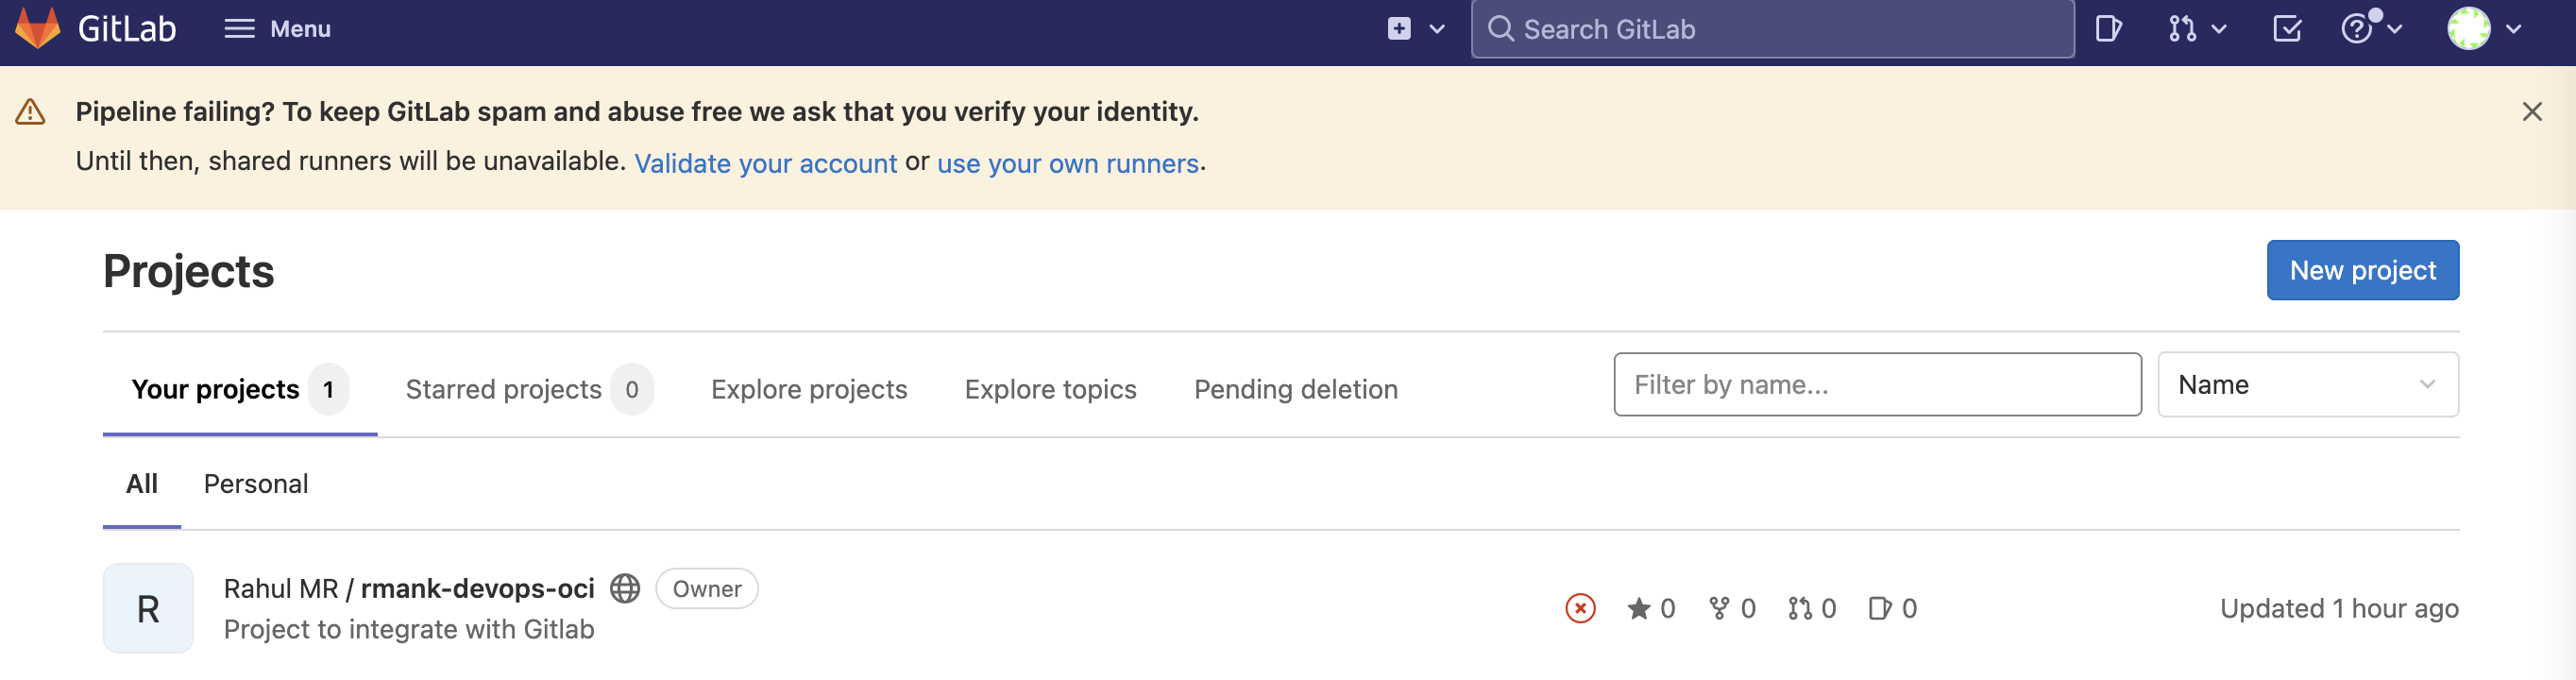 GitLab Menu Search GitLab
Pipeline failing? To keep GitLab spam and abuse free we ask that you verify your identity.
Until then, shared runners will be unavailable. Validate your account or use your own runners.
Projects New project
Your projects 1 Starred projects 0 Explore projects Explore topics Pending deletion Filter by name... Name
All Personal
R Rahul MR / rmank-devops-oci Owner
Project to integrate with Gitlab
0 0 0 0 Updated 1 hour ago